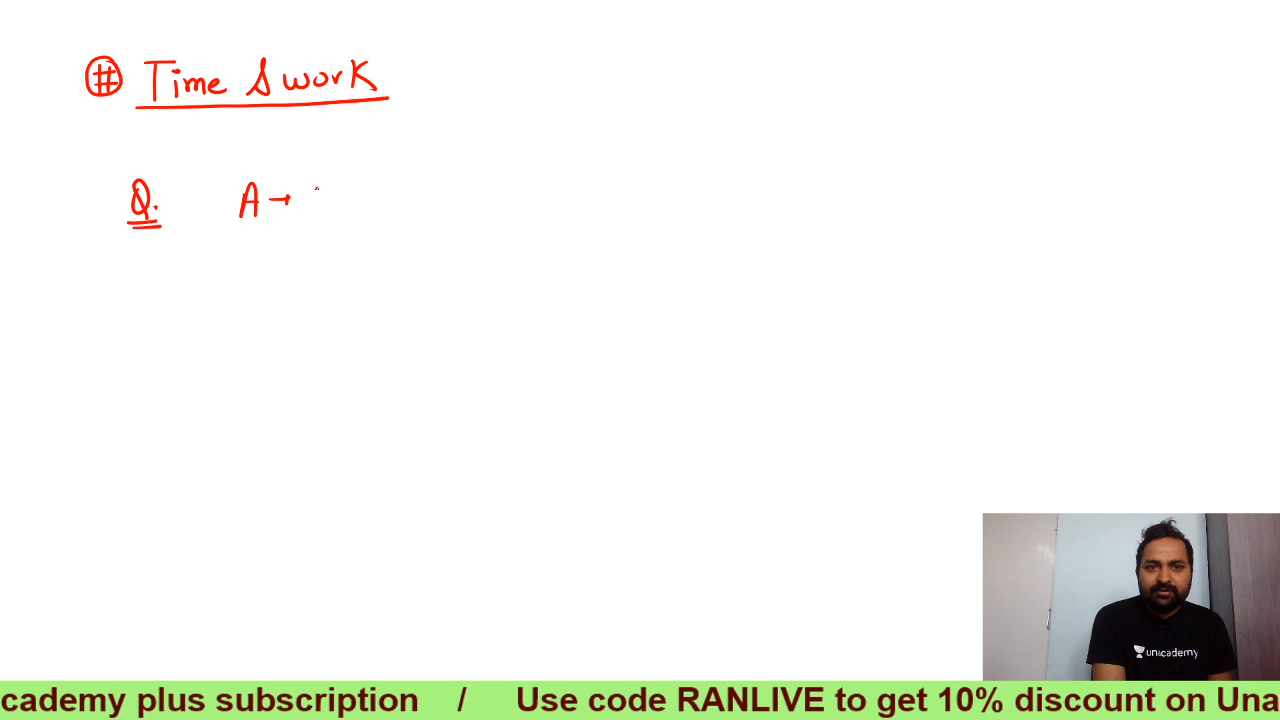 # Time & work
Q. A →
unacademy
cademy plus subscription / Use code RANLIVE to get 10% discount on Una